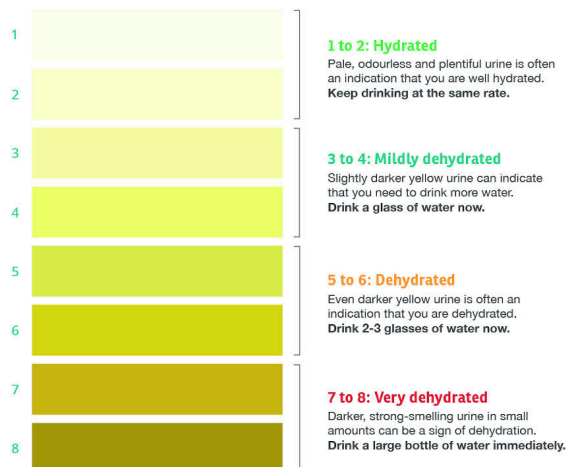 1
2
1 to 2: Hydrated
Pale, odourless and plentiful urine is often
an indication that you are well hydrated.
Keep drinking at the same rate.
3
4
3 to 4: Mildly dehydrated
Slightly darker yellow urine can indicate
that you need to drink more water.
Drink a glass of water now.
5
6
5 to 6: Dehydrated
Even darker yellow urine is often an
indication that you are dehydrated.
Drink 2-3 glasses of water now.
7
8
7 to 8: Very dehydrated
Darker, strong-smelling urine in small
amounts can be a sign of dehydration.
Drink a large bottle of water immediately.